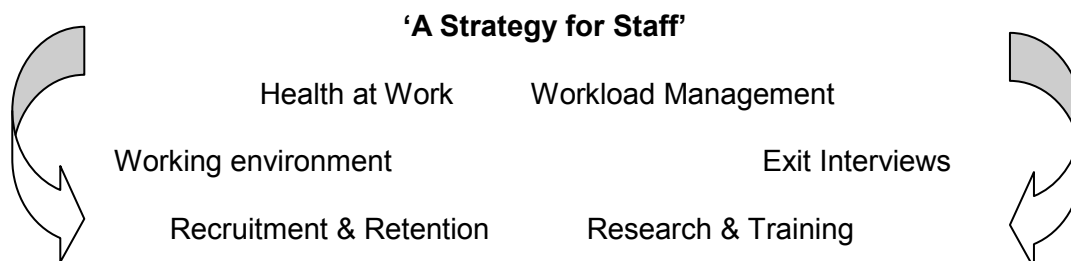 ‘A Strategy for Staff’
Health at Work Workload Management
Working environment Exit Interviews
Recruitment & Retention Research & Training